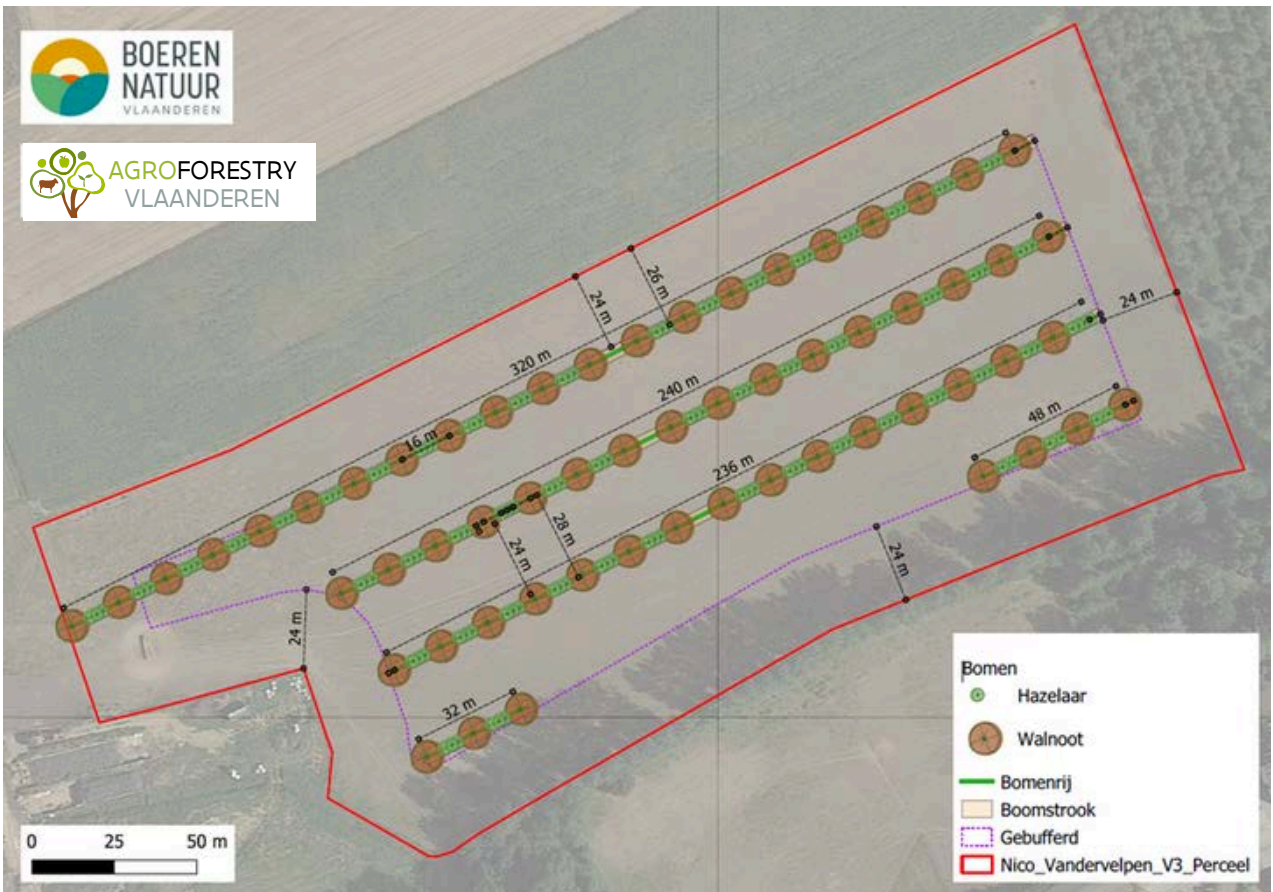 BOEREN
NATUUR
VLAANDEREN
AGROFORESTRY
VLAANDEREN
26 m
24 m
320 m
24 m
240 m
16 m
48 m
236 m
28 m
24 m
24 m
24 m
32 m
Bomen
Hazelaar
Walnoot
Bomenrij
Boomstrook
Gebufferd
Nico_Vandervelpen_V3_Perceel
0 25 50 m